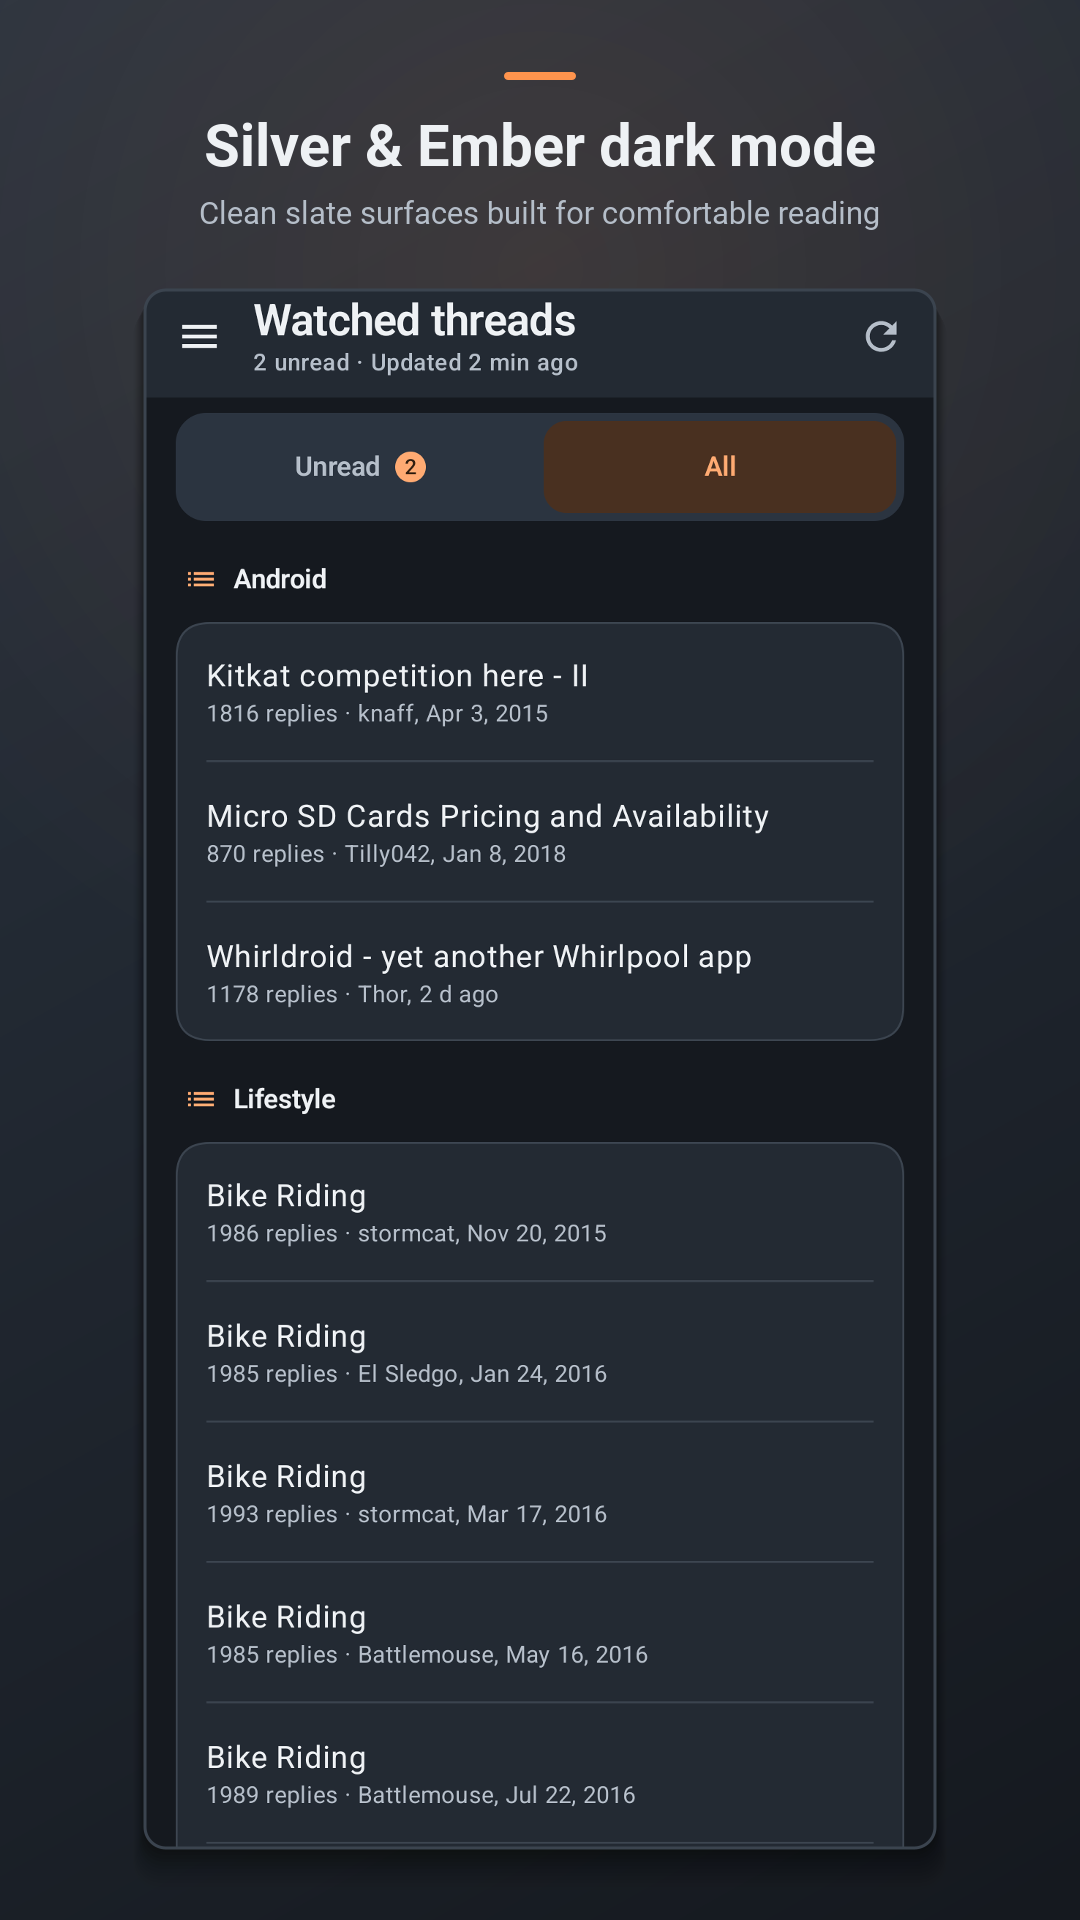 Silver & Ember dark mode
Clean slate surfaces built for comfortable reading
Watched threads
2 unread · Updated 2 min ago
Unread 2
All
Android
Kitkat competition here - II
1816 replies · knaff, Apr 3, 2015
Micro SD Cards Pricing and Availability
870 replies · Tilly042, Jan 8, 2018
Whirldroid - yet another Whirlpool app
1178 replies · Thor, 2 d ago
Lifestyle
Bike Riding
1986 replies · stormcat, Nov 20, 2015
Bike Riding
1985 replies · El Sledgo, Jan 24, 2016
Bike Riding
1993 replies · stormcat, Mar 17, 2016
Bike Riding
1985 replies · Battlemouse, May 16, 2016
Bike Riding
1989 replies · Battlemouse, Jul 22, 2016